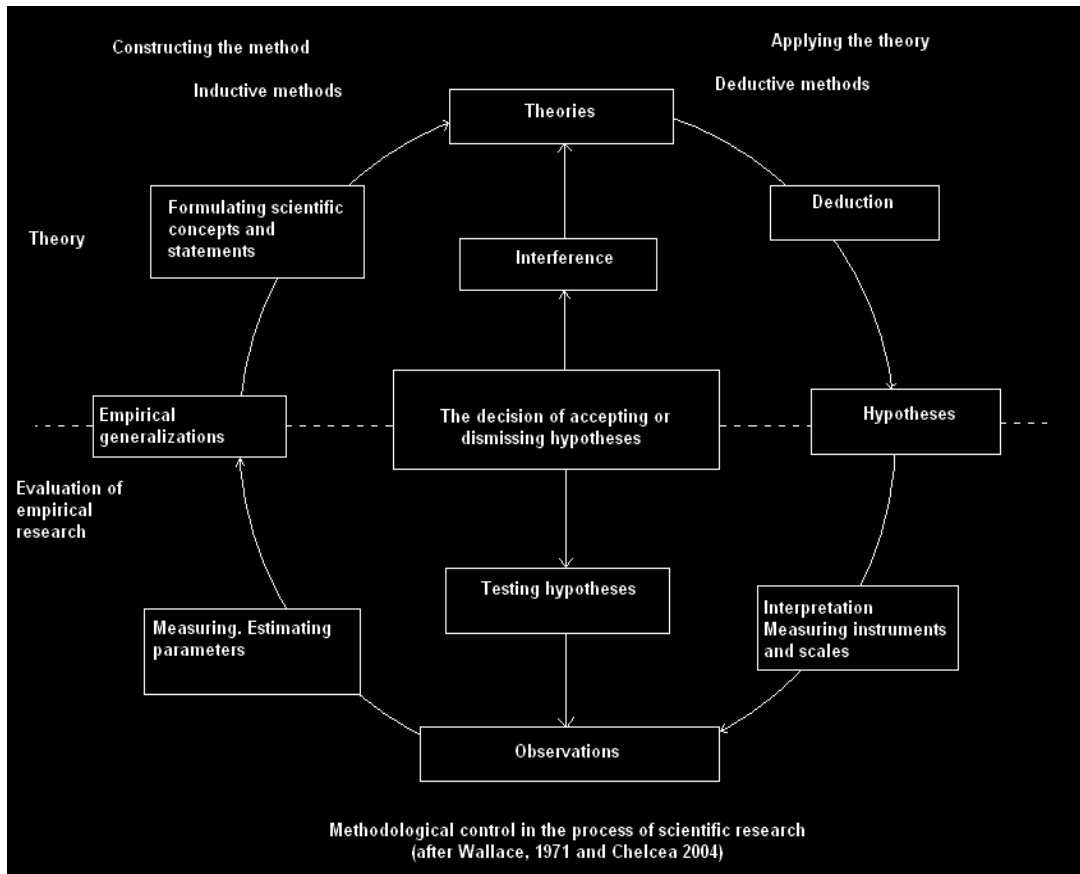 Constructing the method
Applying the theory
Inductive methods
Deductive methods
Theories
Formulating scientific
concepts and
statements
Deduction
Theory
Interference
Empirical
generalizations
The decision of accepting or
dismissing hypotheses
Hypotheses
Evaluation of
empirical
research
Testing hypotheses
Interpretation
Measuring instruments
and scales
Measuring. Estimating
parameters
Observations
Methodological control in the process of scientific research
(after Wallace, 1971 and Chelcea 2004)